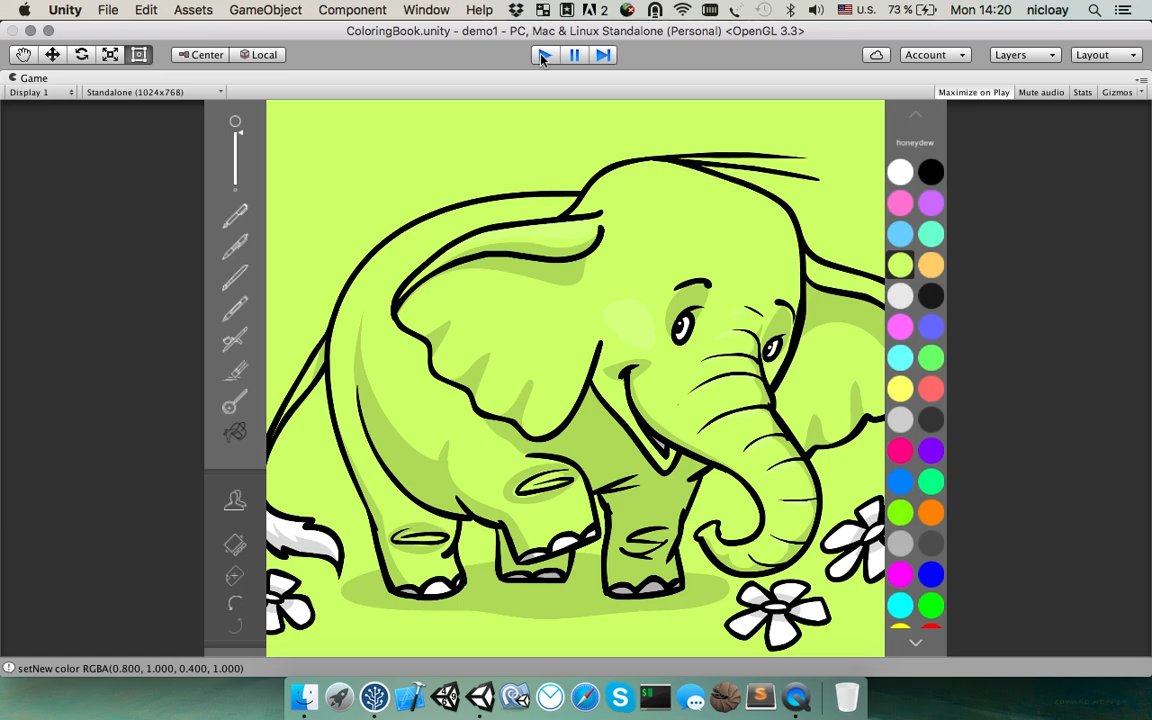 Unity File Edit Assets GameObject Component Window Help 2 U.S. 73 % Mon 14:20 nicloay
ColoringBook.unity - demo1 - PC, Mac & Linux Standalone (Personal) <OpenGL 3.3>
Center Local Account Layers Layout
Game
Display 1 Standalone (1024x768) Maximize on Play Mute audio Stats Gizmos
honeydew
setNew color RGBA(0.800, 1.000, 0.400, 1.000)